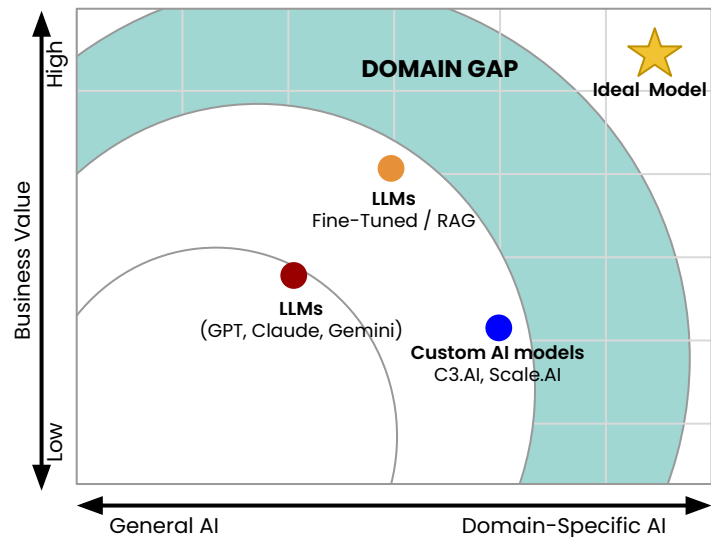 High
DOMAIN GAP
Ideal Model
LLMs
Fine-Tuned / RAG
Business Value
LLMs
(GPT, Claude, Gemini)
Custom AI models
C3.AI, Scale.AI
Low
General AI
Domain-Specific AI